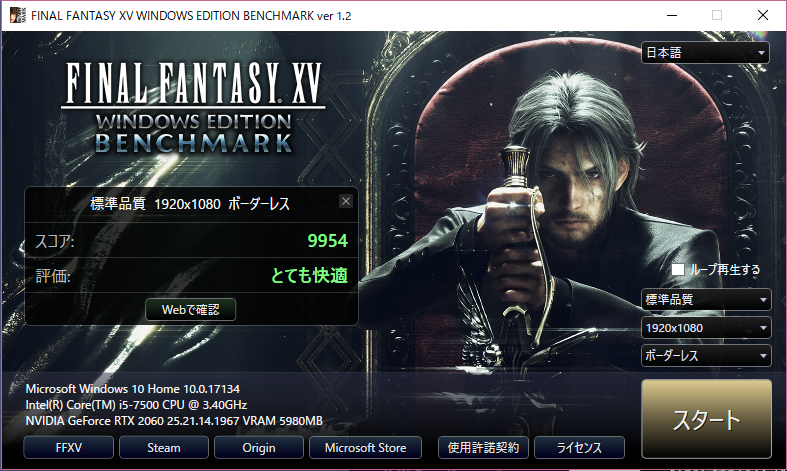 FINAL FANTASY XV WINDOWS EDITION BENCHMARK ver 1.2
日本語
FINAL FANTASY XV
WINDOWS EDITION
BENCHMARK
標準品質 1920x1080 ボーダーレス
スコア: 9954
評価: とても快適
Webで確認
ループ再生する
標準品質
1920x1080
ボーダーレス
スタート
Microsoft Windows 10 Home 10.0.17134
Intel(R) Core(TM) i5-7500 CPU @ 3.40GHz
NVIDIA GeForce RTX 2060 25.21.14.1967 VRAM 5980MB
FFXV Steam Origin Microsoft Store 使用許諾契約 ライセンス